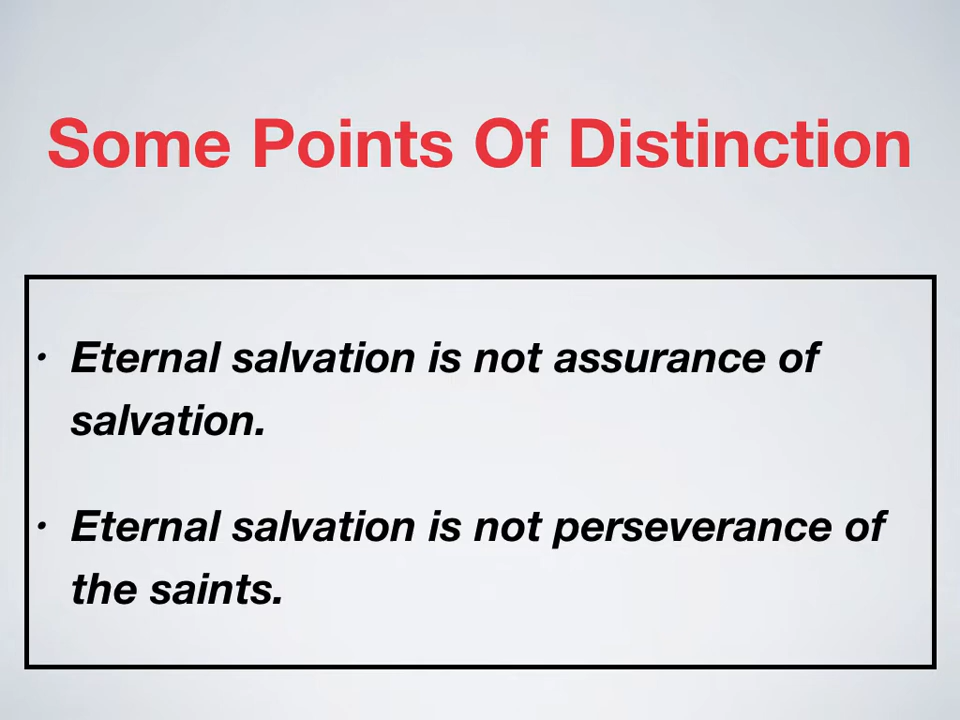 Some Points Of Distinction
• Eternal salvation is not assurance of
salvation.
• Eternal salvation is not perseverance of
the saints.